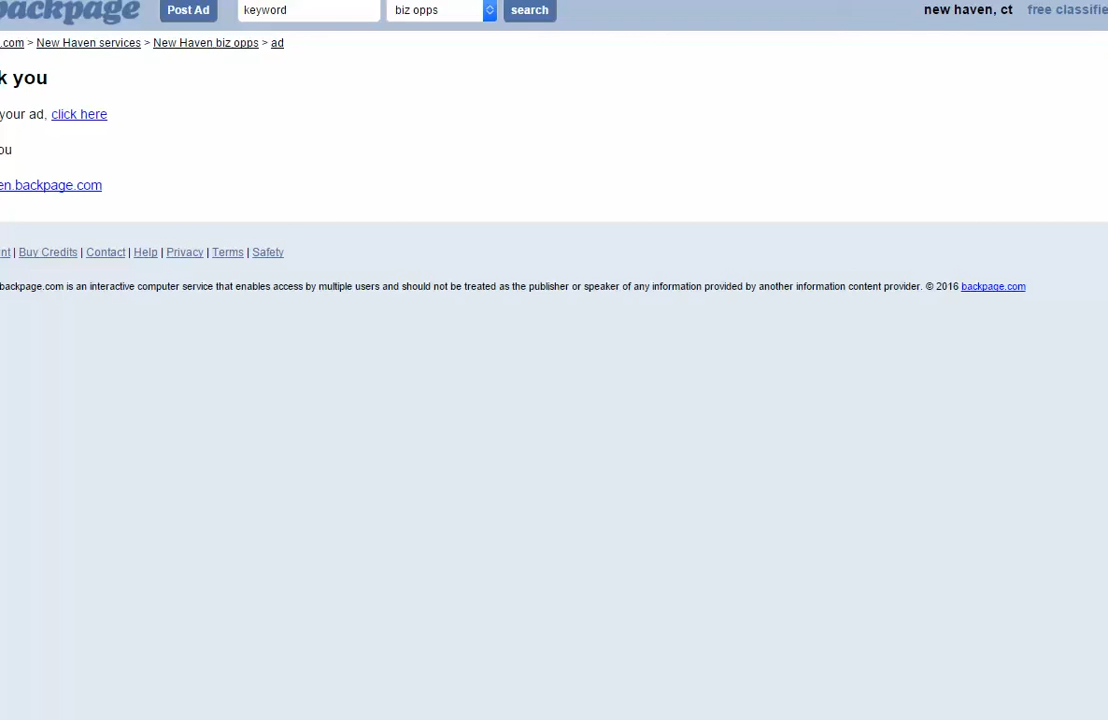 backpage Post Ad keyword biz opps search new haven, ct free classifie
.com > New Haven services > New Haven biz opps > ad
k you
your ad, click here
ou
en.backpage.com
nt | Buy Credits | Contact | Help | Privacy | Terms | Safety
backpage.com is an interactive computer service that enables access by multiple users and should not be treated as the publisher or speaker of any information provided by another information content provider. © 2016 backpage.com